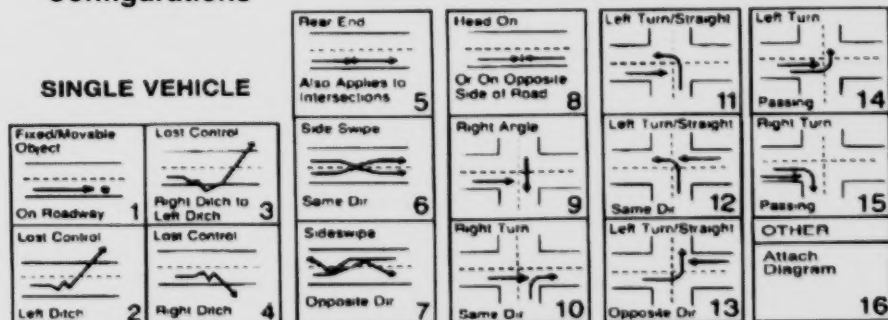 Configurations
SINGLE VEHICLE
Fixed/Movable
Object
On Roadway 1
Lost Control
Left Ditch 2
Lost Control
Right Ditch to
Left Ditch 3
Lost Control
Right Ditch 4
Rear End
Also Applies to
Intersections 5
Side Swipe
Same Dir 6
Sideswipe
Opposite Dir 7
Head On
Or On Opposite
Side of Road 8
Right Angle
9
Right Turn
Same Dir 10
Left Turn/Straight
11
Left Turn/Straight
Same Dir 12
Left Turn/Straight
Opposite Dir 13
Left Turn
Passing 14
Right Turn
Passing 15
OTHER
Attach
Diagram
16